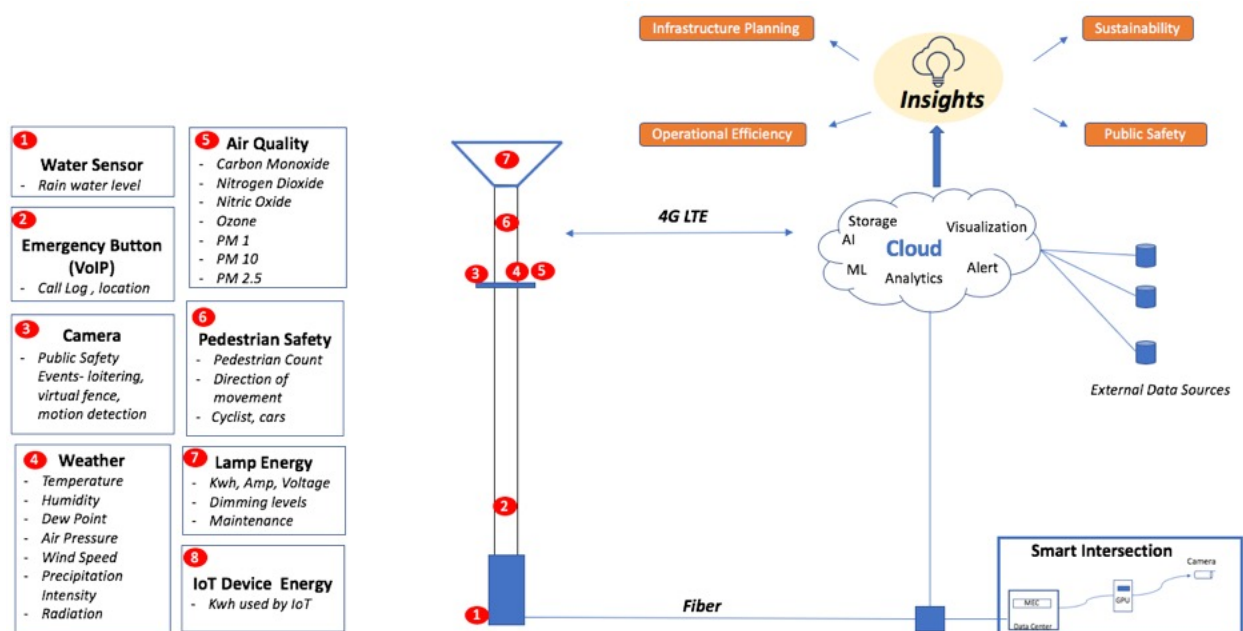 1
Water Sensor
- Rain water level
2
Emergency Button
(VoIP)
- Call Log , location
3
Camera
- Public Safety
Events- loitering,
virtual fence,
motion detection
4
Weather
- Temperature
- Humidity
- Dew Point
- Air Pressure
- Wind Speed
- Precipitation
Intensity
- Radiation
5
Air Quality
- Carbon Monoxide
- Nitrogen Dioxide
- Nitric Oxide
- Ozone
- PM 1
- PM 10
- PM 2.5
6
Pedestrian Safety
- Pedestrian Count
- Direction of
movement
- Cyclist, cars
7
Lamp Energy
- Kwh, Amp, Voltage
- Dimming levels
- Maintenance
8
IoT Device Energy
- Kwh used by IoT
7
6
3
4
5
2
1
4G LTE
Fiber
Infrastructure Planning
Sustainability
Insights
Operational Efficiency
Public Safety
Storage
Visualization
AI
Cloud
ML
Analytics
Alert
External Data Sources
Smart Intersection
Camera
MEC
GPU
Data Center